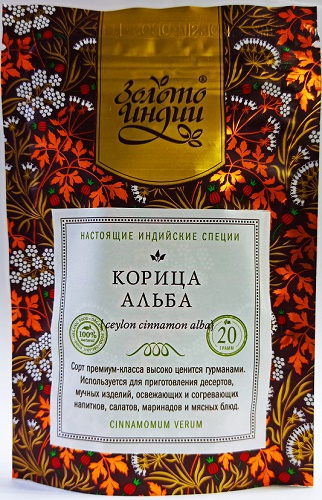 Золото
Индии®
НАСТОЯЩИЕ ИНДИЙСКИЕ СПЕЦИИ
КОРИЦА
АЛЬБА
[ceylon cinnamon alba]
100%
20
ГРАММ
Сорт премиум-класса высоко ценится гурманами.
Используется для приготовления десертов,
мучных изделий, освежающих и согревающих
напитков, салатов, маринадов и мясных блюд.
CINNAMOMUM VERUM